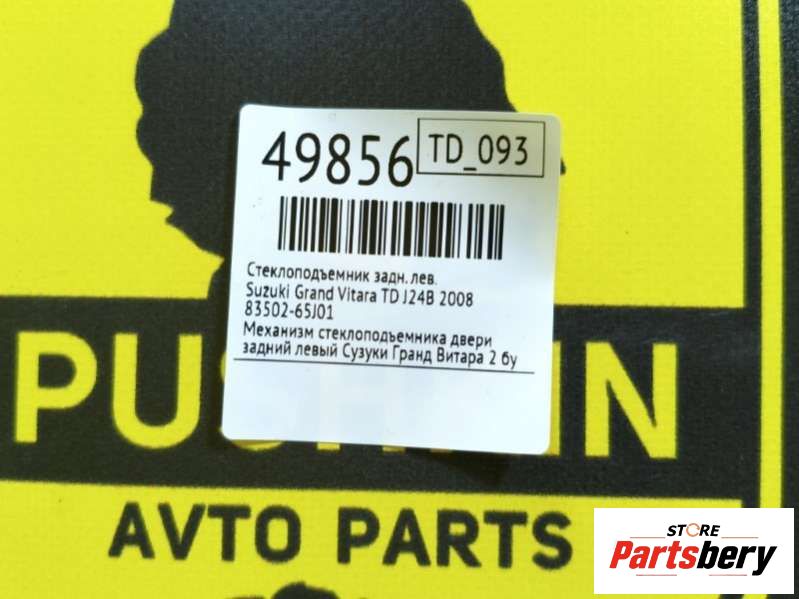 49856
TD_093
Стеклоподъемник задн. лев.
Suzuki Grand Vitara TD J24B 2008
83502-65J01
Механизм стеклоподъемника двери
задний левый Сузуки Гранд Витара 2 бу
AVTO PARTS
STORE
Partsbery